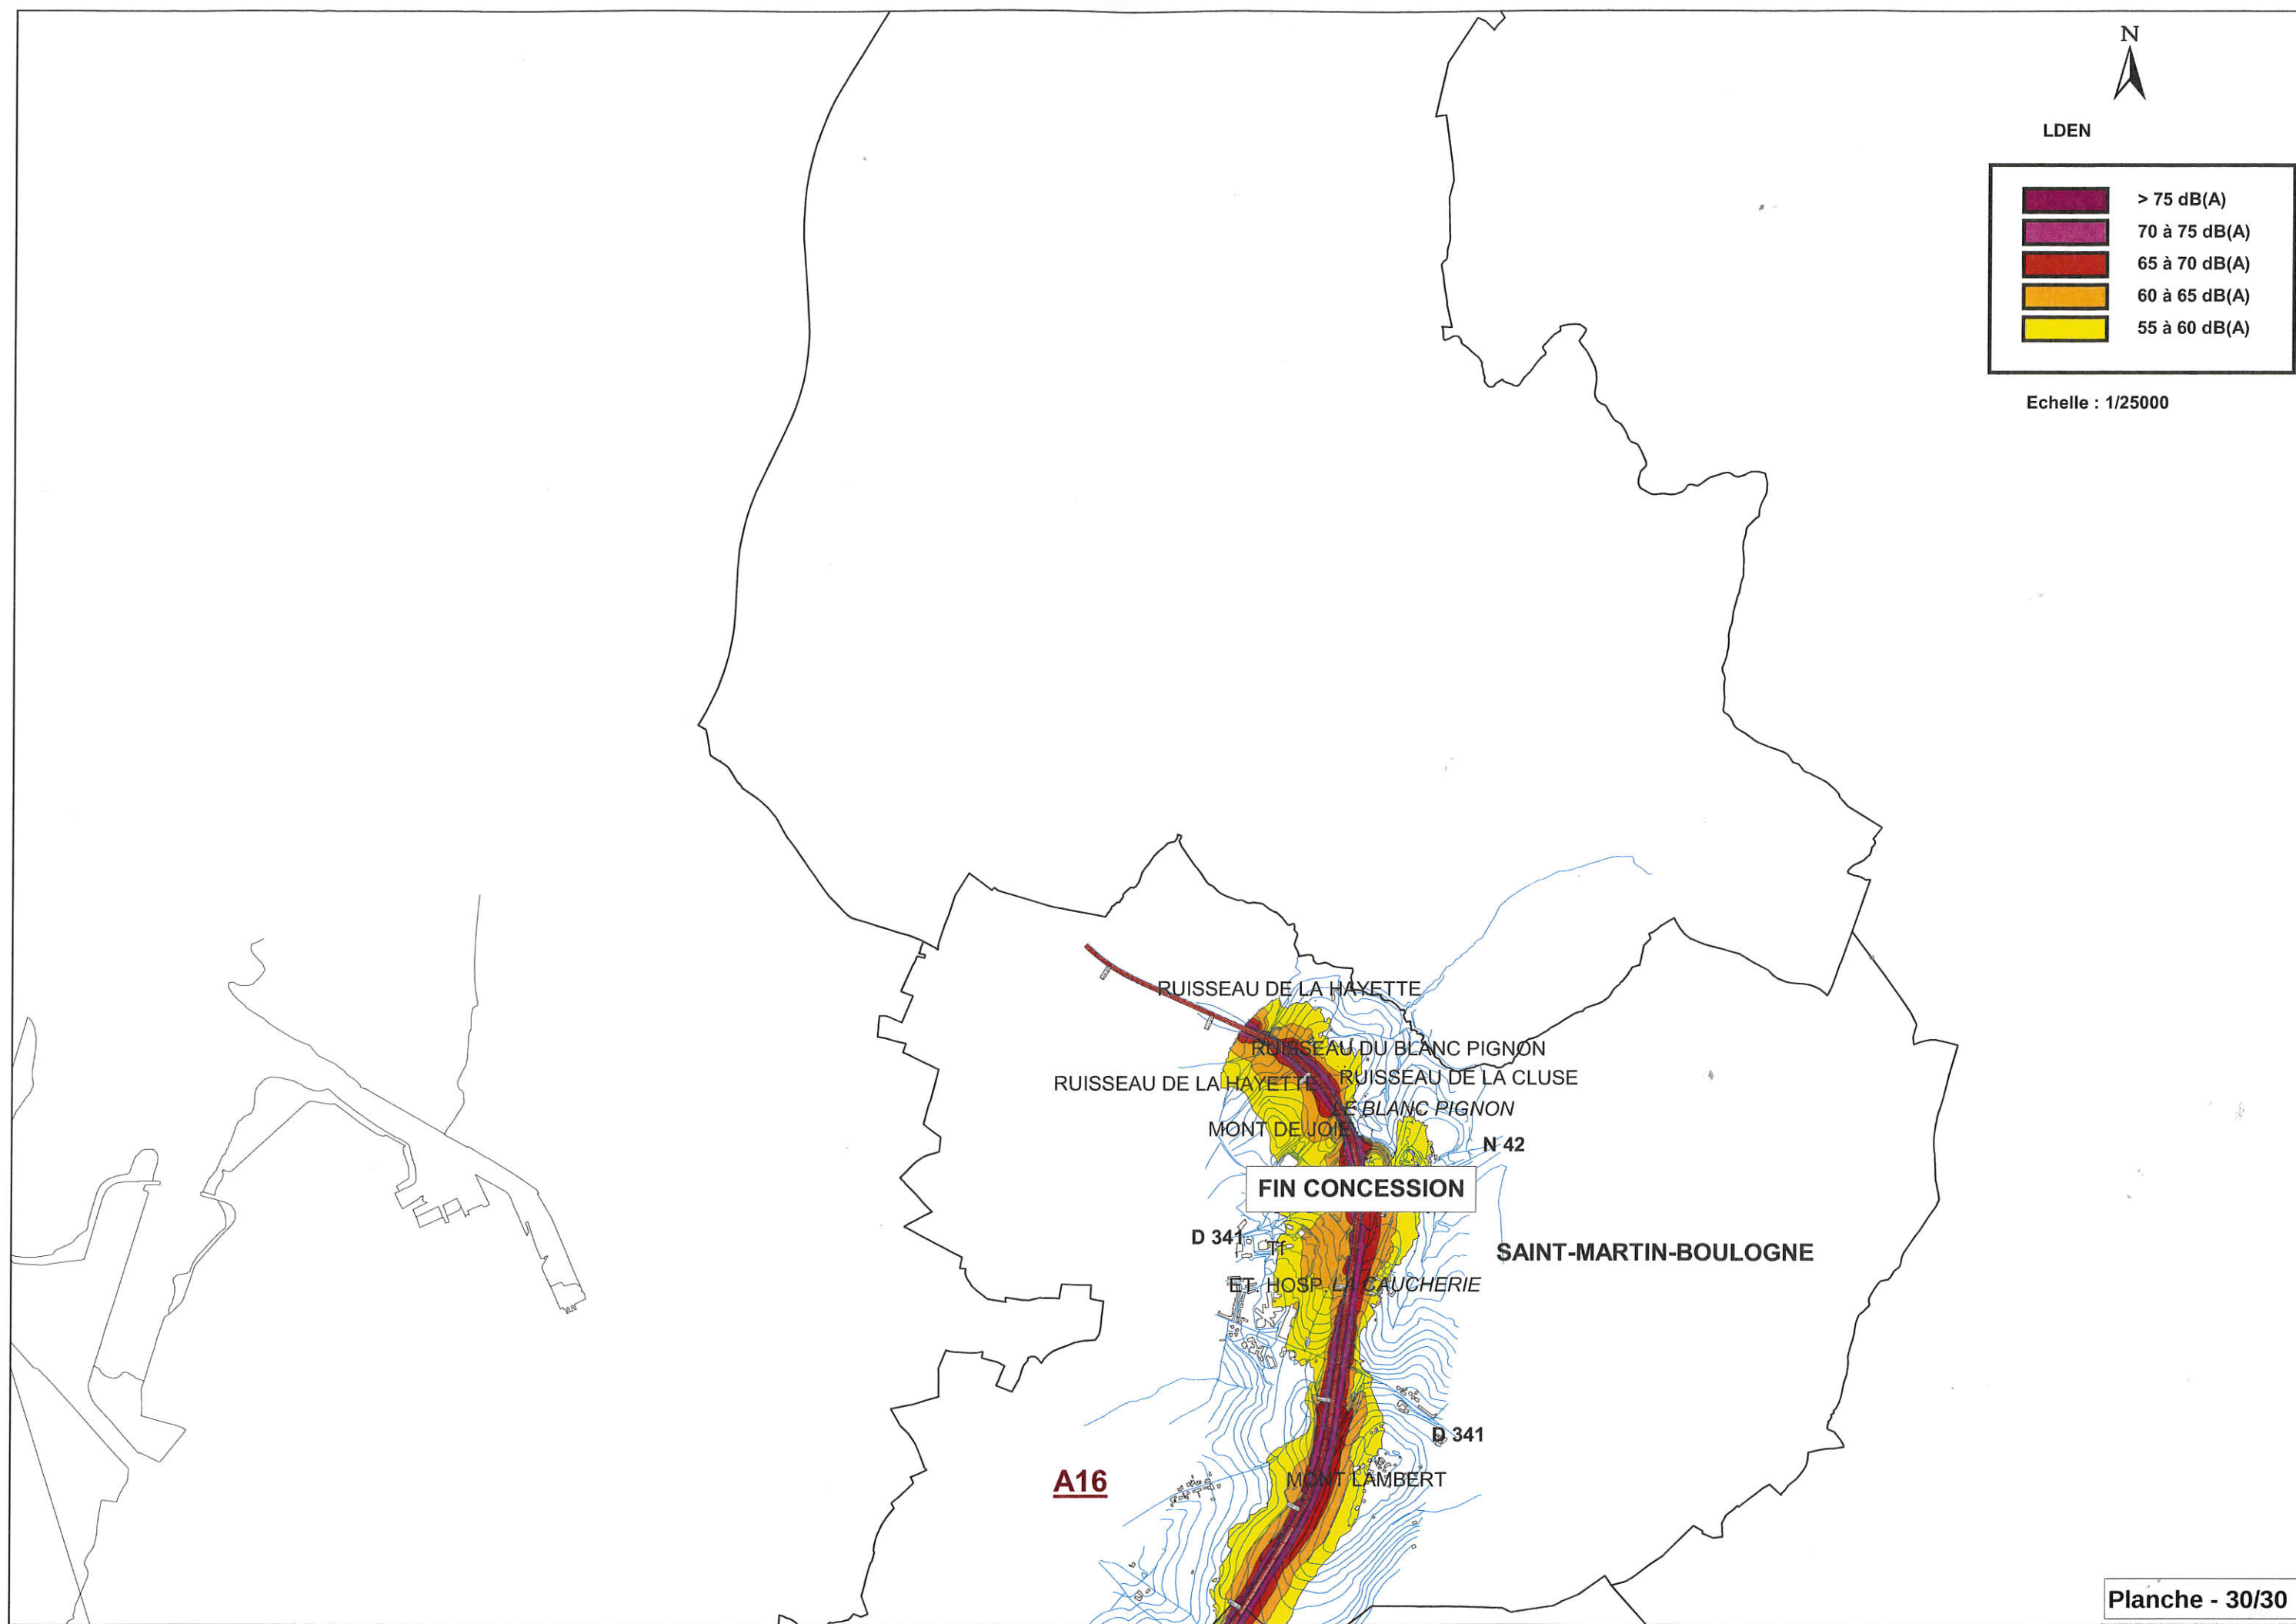 N
LDEN
> 75 dB(A)
70 à 75 dB(A)
65 à 70 dB(A)
60 à 65 dB(A)
55 à 60 dB(A)
Echelle : 1/25000
RUISSEAU DE LA HAYETTE
RUISSEAU DU BLANC PIGNON
RUISSEAU DE LA HAYETTE
RUISSEAU DE LA CLUSE
LE BLANC PIGNON
MONT DE JOIE
N 42
FIN CONCESSION
D 341
Tf
SAINT-MARTIN-BOULOGNE
ET. HOSP.
LA CAUCHERIE
D 341
A16
MONT LAMBERT
Planche - 30/30